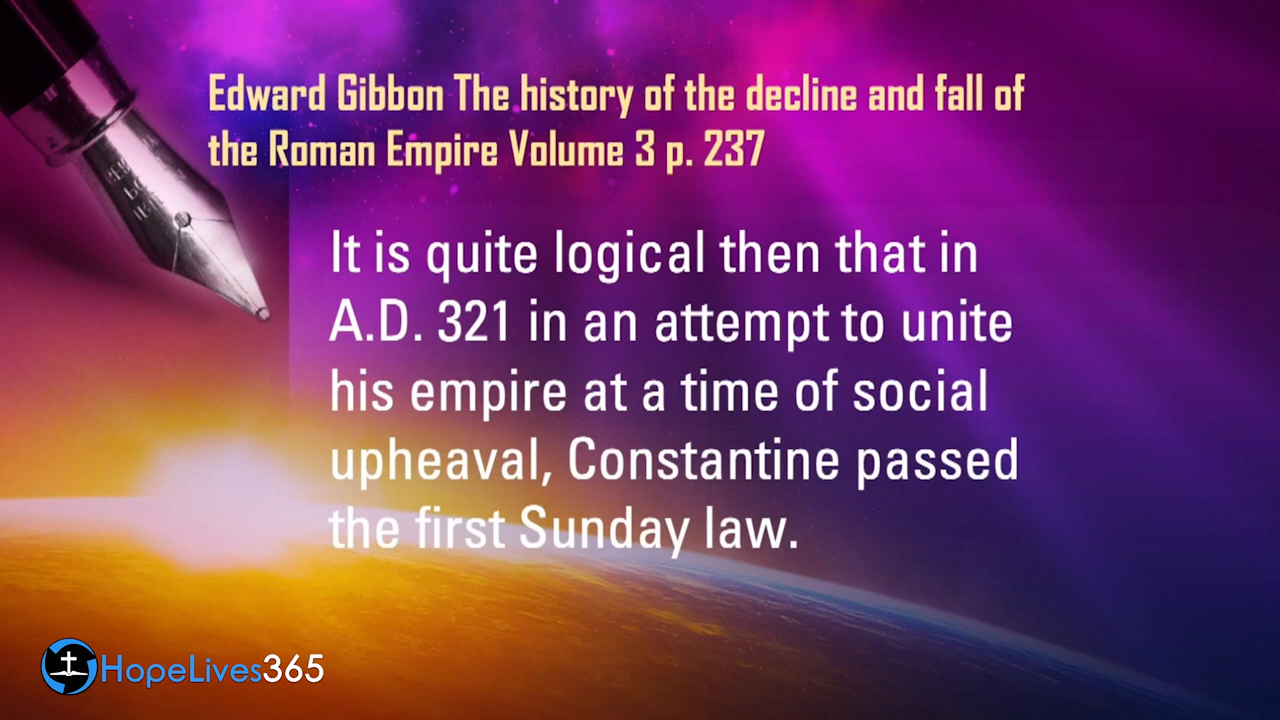 Edward Gibbon The history of the decline and fall of
the Roman Empire Volume 3 p. 237
It is quite logical then that in
A.D. 321 in an attempt to unite
his empire at a time of social
upheaval, Constantine passed
the first Sunday law.
HopeLives365